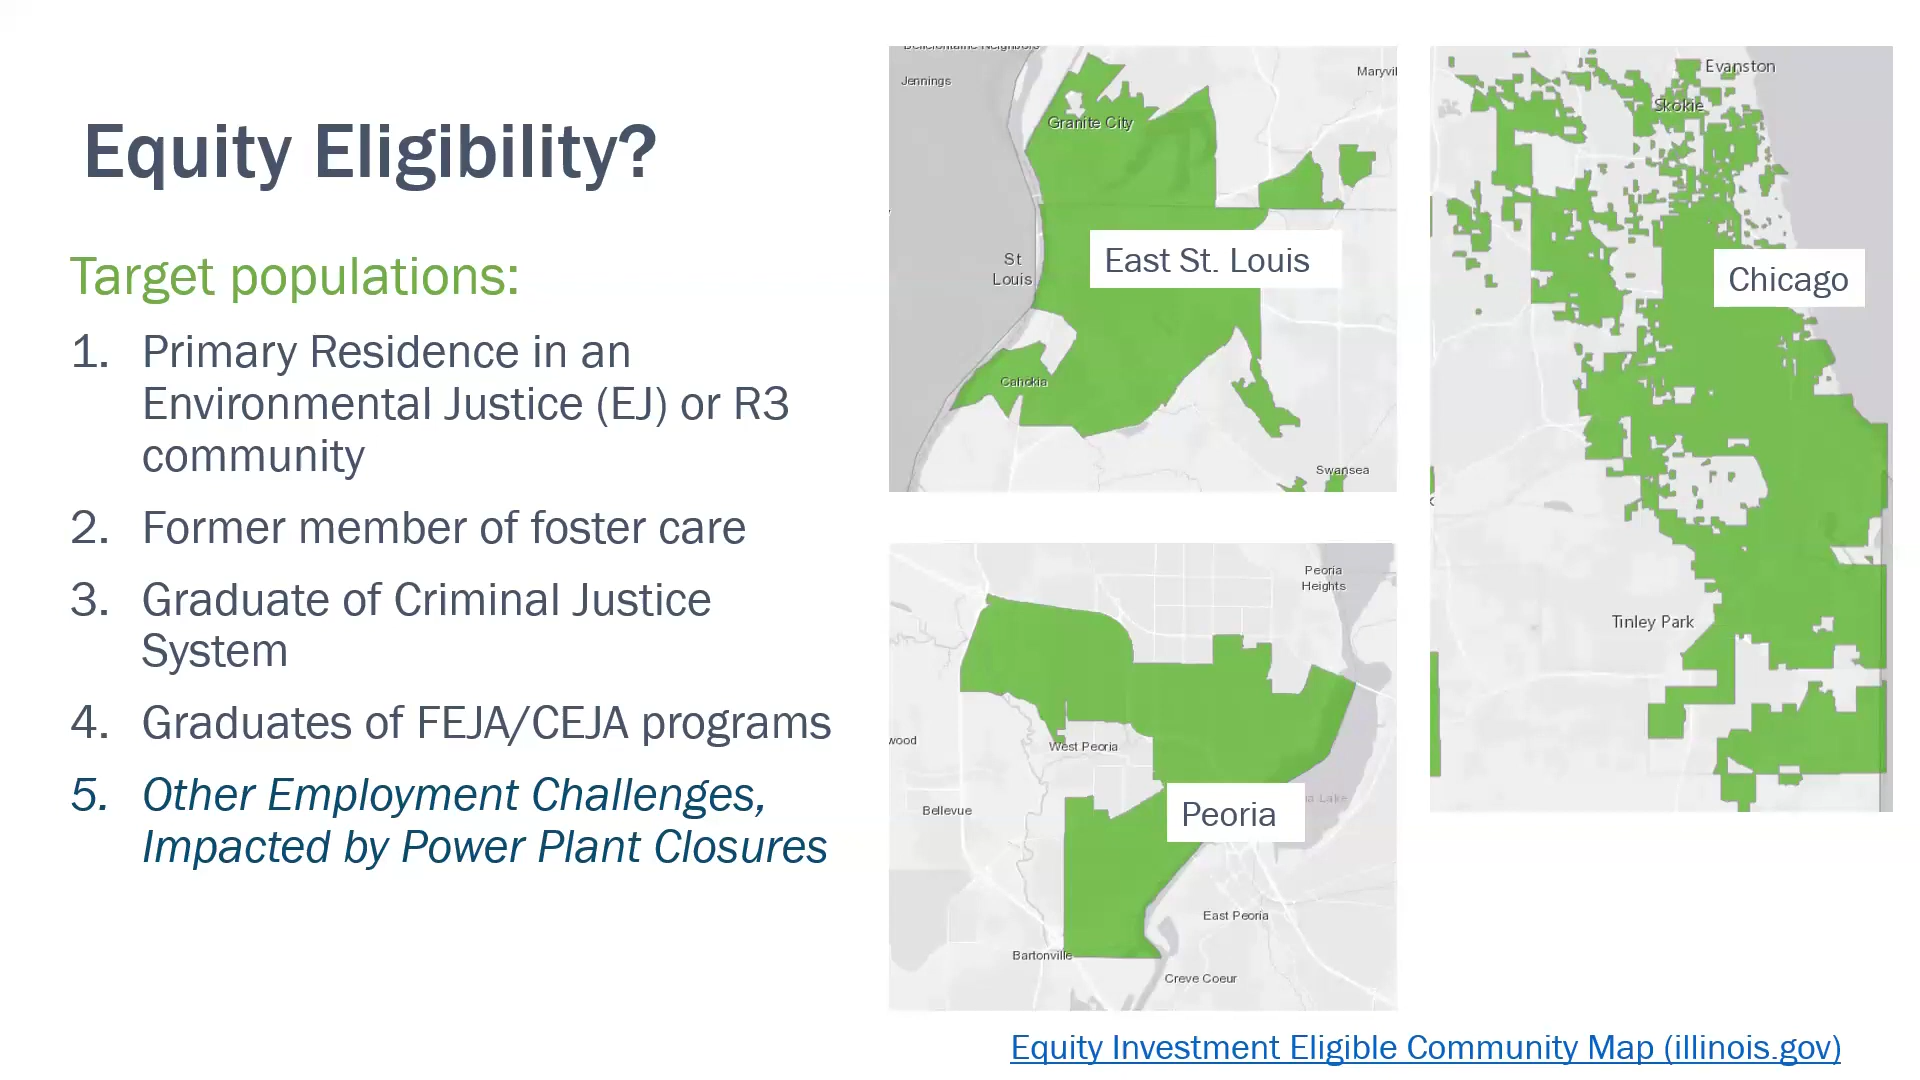 Equity Eligibility?
Target populations:
1. Primary Residence in an
Environmental Justice (EJ) or R3
community
2. Former member of foster care
3. Graduate of Criminal Justice
System
4. Graduates of FEJA/CEJA programs
5. Other Employment Challenges,
Impacted by Power Plant Closures
Jennings
Granite City
St
Louis
East St. Louis
Cahokia
Swansea
Evanston
Skokie
Chicago
Tinley Park
Peoria
Heights
West Peoria
Bellevue
Peoria
Lake
East Peoria
Bartonville
Creve Coeur
Equity Investment Eligible Community Map (illinois.gov)